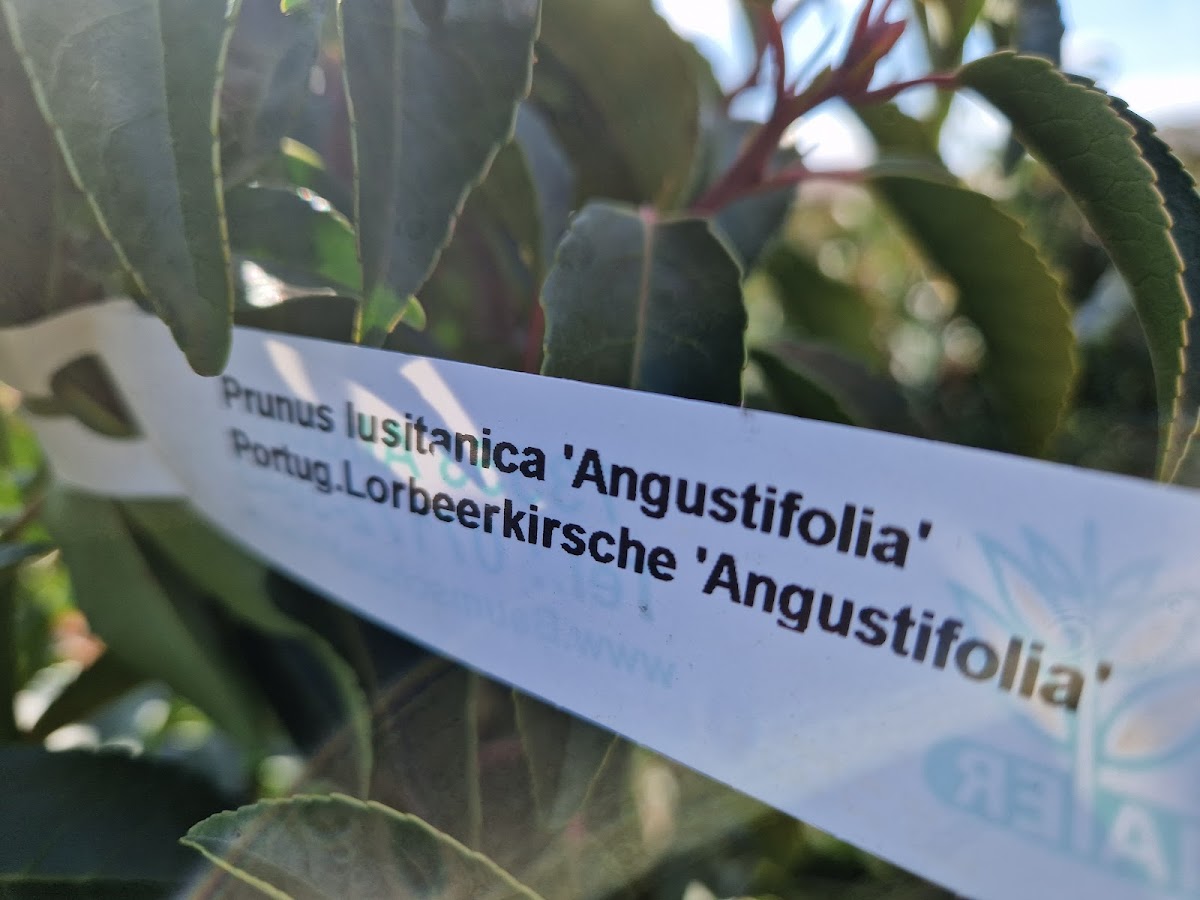 Prunus lusitanica 'Angustifolia'
Portug.Lorbeerkirsche 'Angustifolia'